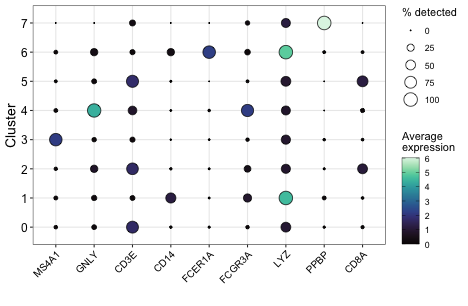 Cluster
7
6
5
4
3
2
1
0
MS4A1
GNLY
CD3E
CD14
FCER1A
FCGR3A
LYZ
PPBP
CD8A
% detected
0
25
50
75
100
Average
expression
6
5
4
3
2
1
0